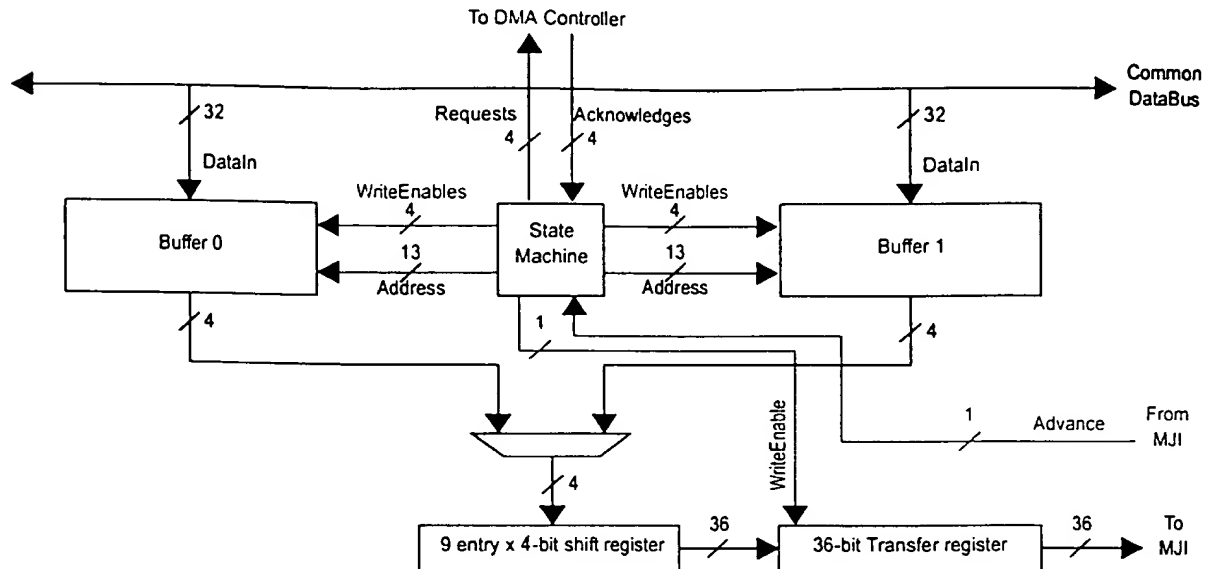 To DMA Controller
Common
DataBus
32
Requests
4
Acknowledges
4
32
DataIn
DataIn
WriteEnables
4
WriteEnables
4
Buffer 0
State
Machine
Buffer 1
13
Address
13
Address
4
1
4
1
Advance
From
MJI
WriteEnable
4
9 entry x 4-bit shift register
36
36-bit Transfer register
36
To
MJI